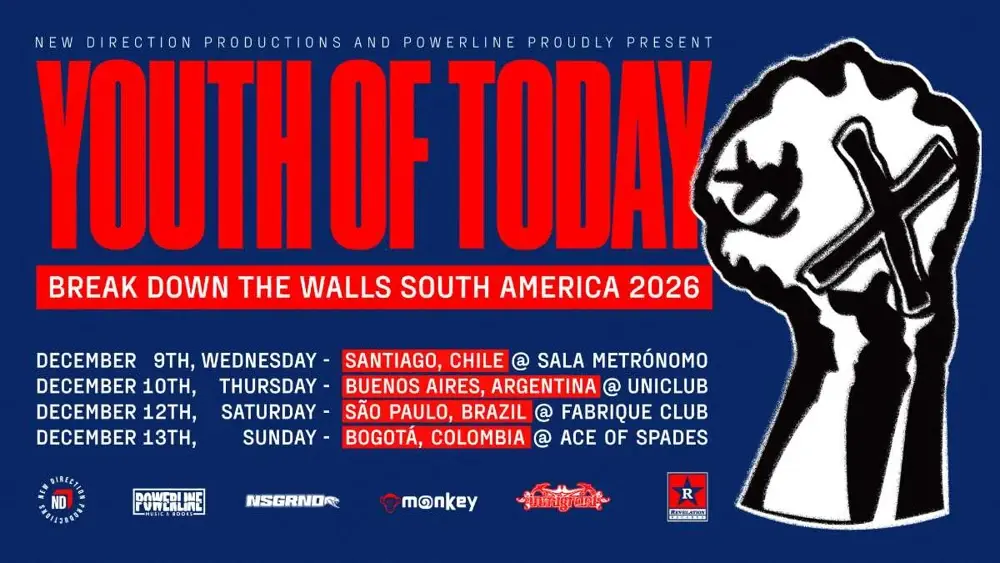 NEW DIRECTION PRODUCTIONS AND POWERLINE PROUDLY PRESENT
YOUTH OF TODAY
BREAK DOWN THE WALLS SOUTH AMERICA 2026
DECEMBER 9TH, WEDNESDAY - SANTIAGO, CHILE @ SALA METRÓNOMO
DECEMBER 10TH, THURSDAY - BUENOS AIRES, ARGENTINA @ UNICLUB
DECEMBER 12TH, SATURDAY - SÃO PAULO, BRAZIL @ FABRIQUE CLUB
DECEMBER 13TH, SUNDAY - BOGOTÁ, COLOMBIA @ ACE OF SPADES
NEW DIRECTION PRODUCTIONS
ND
POWERLINE
MUSIC & BOOKS
NSGRND
m@nkey
R
REVELATION
RECORDS